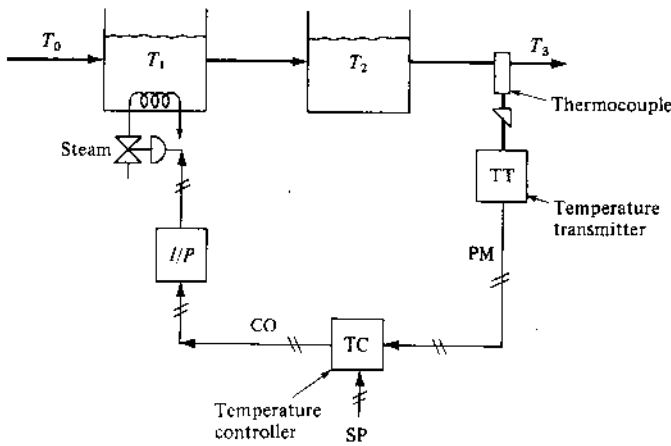 T₀
T₁
T₂
T₃
Thermocouple
Steam
TT
Temperature
transmitter
I/P
PM
CO
TC
Temperature
controller
SP